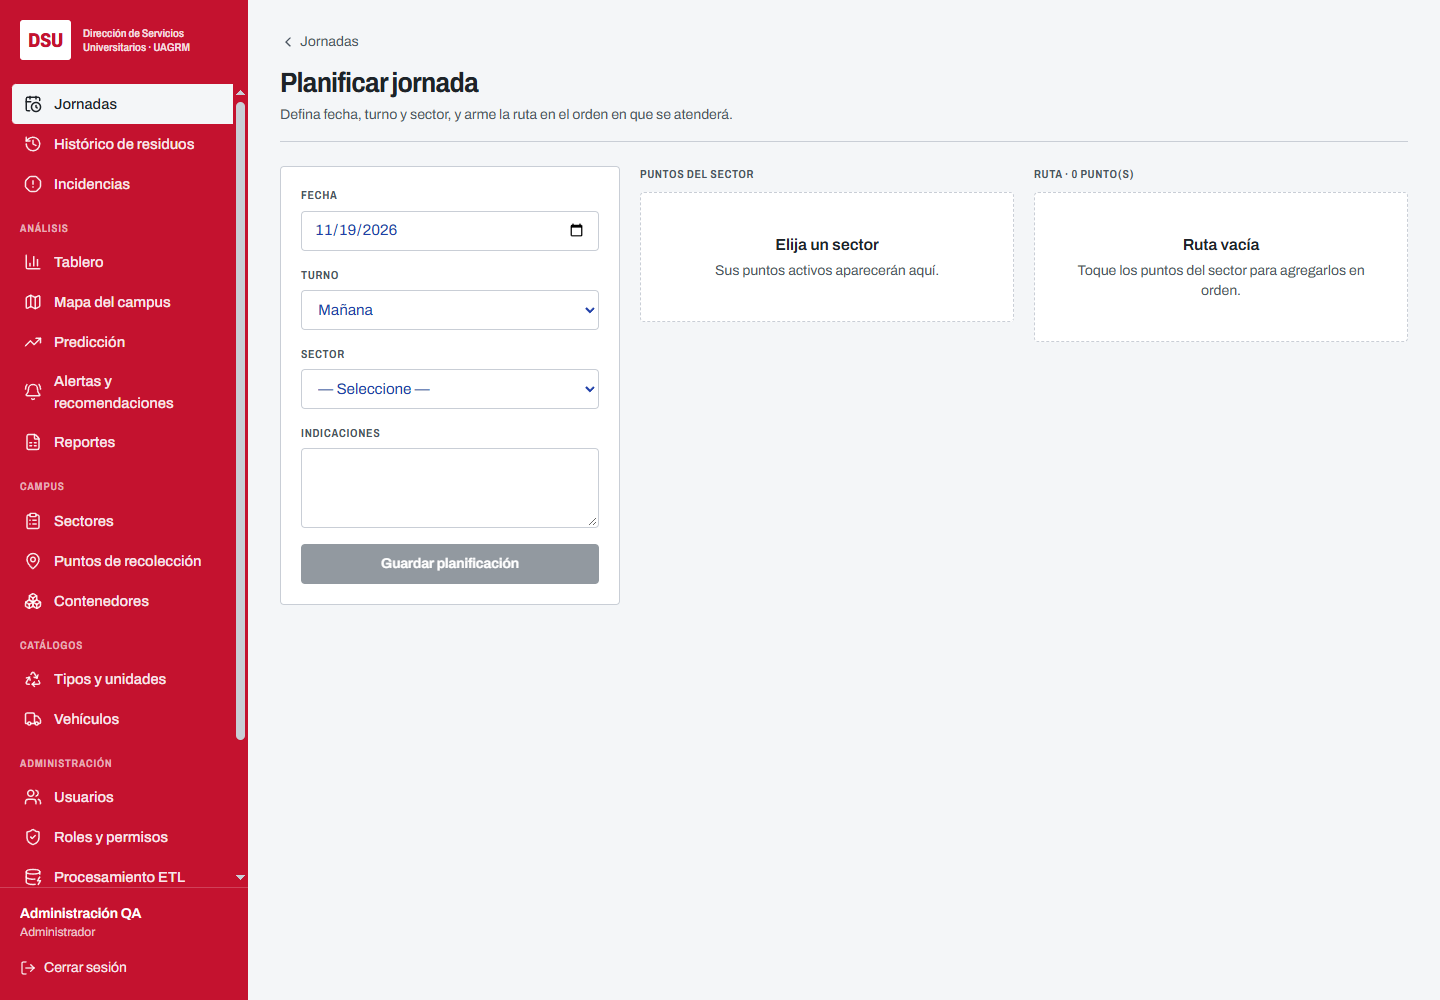 DSU
Dirección de Servicios
Universitarios · UAGRM
Jornadas
Histórico de residuos
Incidencias
ANÁLISIS
Tablero
Mapa del campus
Predicción
Alertas y
recomendaciones
Reportes
CAMPUS
Sectores
Puntos de recolección
Contenedores
CATÁLOGOS
Tipos y unidades
Vehículos
ADMINISTRACIÓN
Usuarios
Roles y permisos
Procesamiento ETL
Administración QA
Administrador
Cerrar sesión
Jornadas
Planificar jornada
Defina fecha, turno y sector, y arme la ruta en el orden en que se atenderá.
FECHA
11/19/2026
TURNO
Mañana
SECTOR
— Seleccione —
INDICACIONES
Guardar planificación
PUNTOS DEL SECTOR
Elija un sector
Sus puntos activos aparecerán aquí.
RUTA · 0 PUNTO(S)
Ruta vacía
Toque los puntos del sector para agregarlos en
orden.